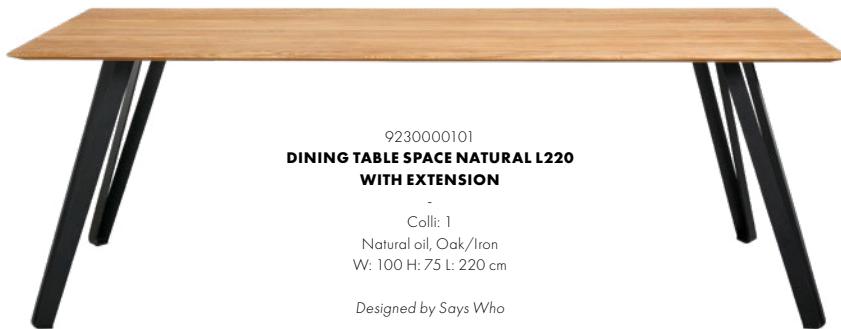 9230000101
DINING TABLE SPACE NATURAL L220
WITH EXTENSION
-
Colli: 1
Natural oil, Oak/Iron
W: 100 H: 75 L: 220 cm
Designed by Says Who